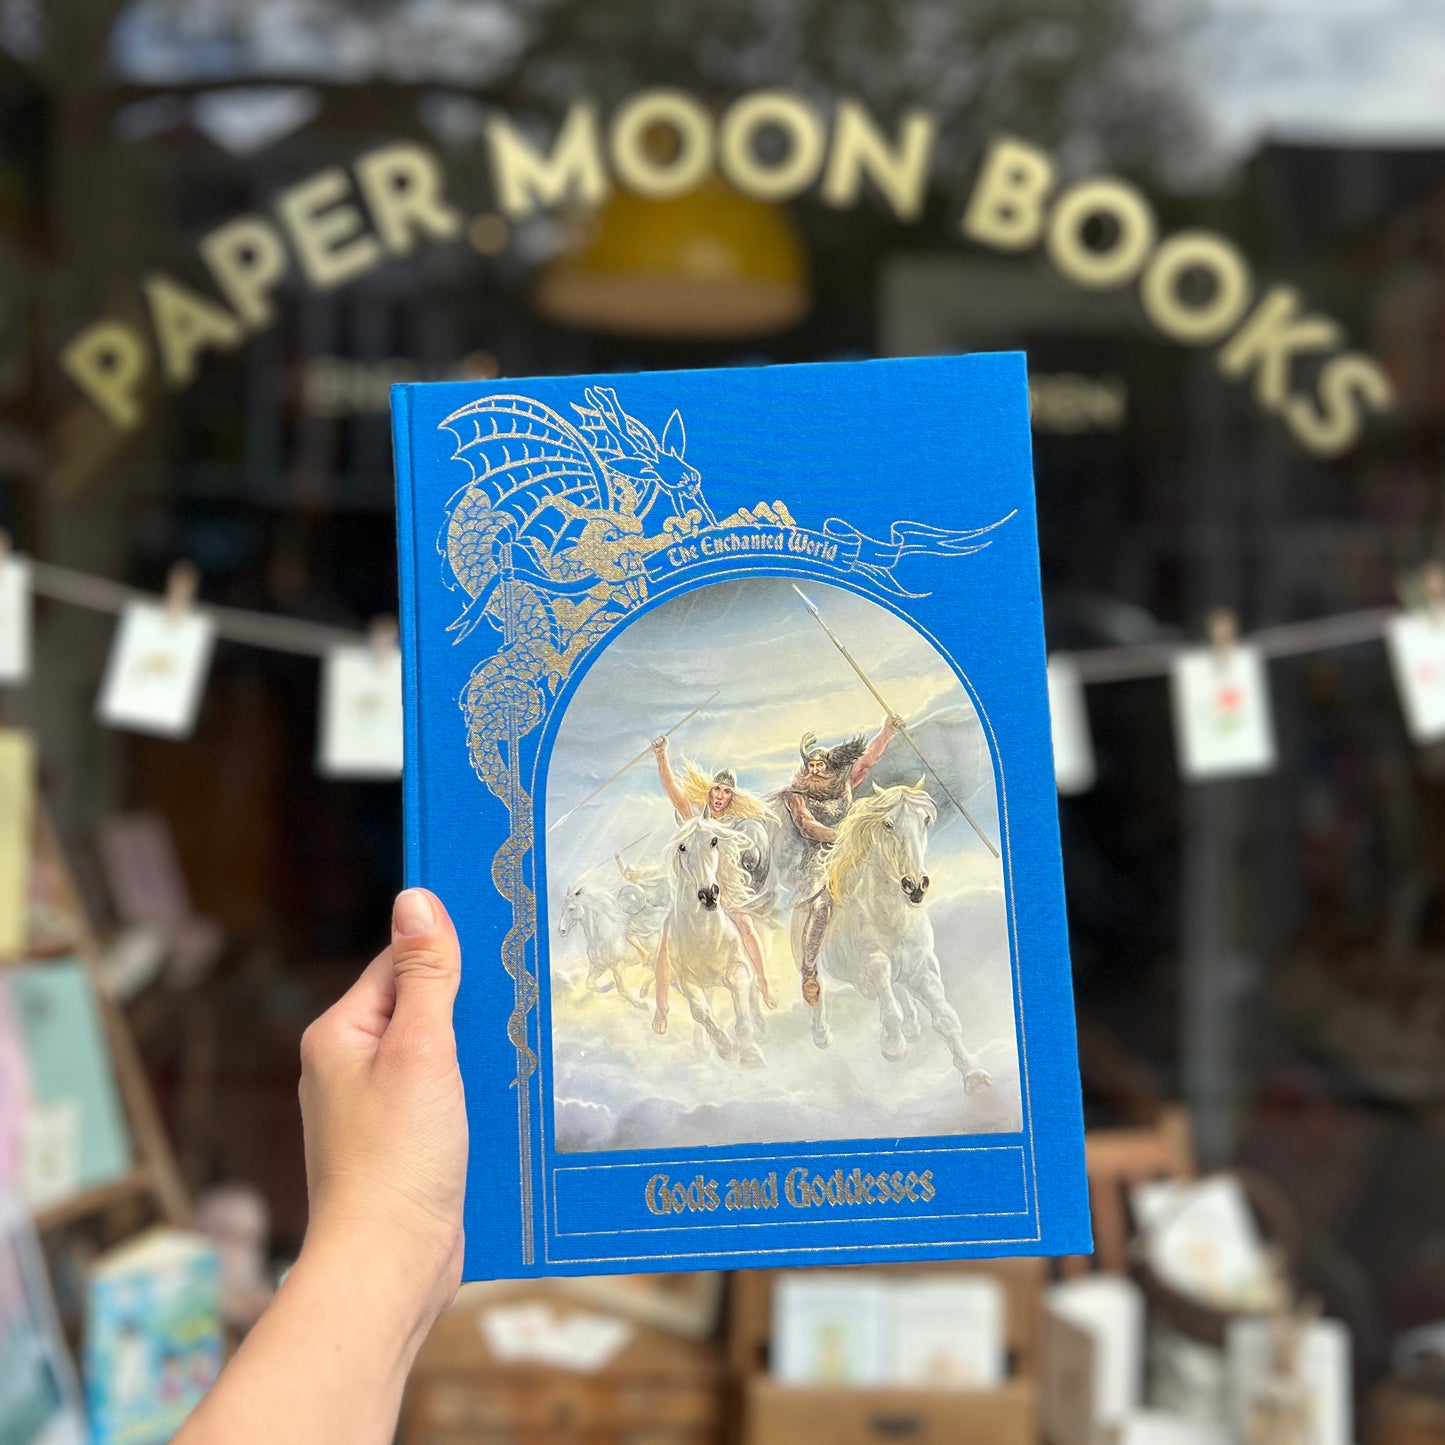 PAPER MOON BOOKS
The Enchanted World
Gods and Goddesses